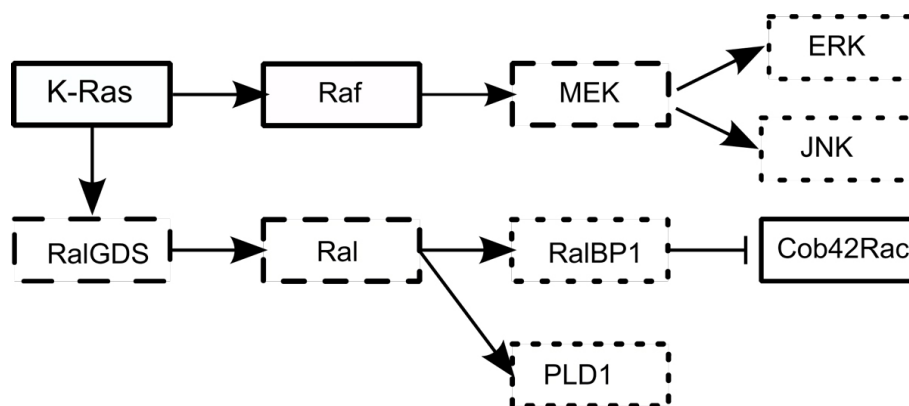 ERK
K-Ras
Raf
MEK
JNK
RalGDS
Ral
RalBP1
Cob42Rac
PLD1